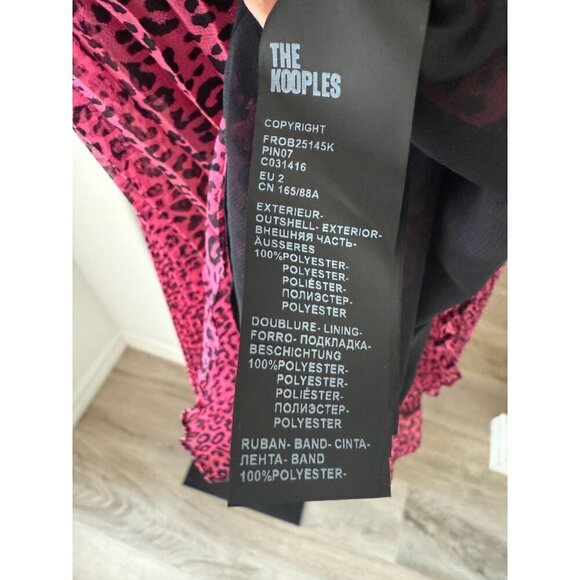 THE
KOOPLES
COPYRIGHT
FROB25145K
PIN07
C031416
EU 2
CN 165/88A
EXTERIEUR-
OUTSHELL- EXTERIOR-
ВНЕШНЯЯ ЧАСТЬ-
ÄUSSERES
100%POLYESTER-
POLYESTER-
POLIÉSTER-
ПОЛИЭСТЕР-
POLYESTER
DOUBLURE- LINING-
FORRO- ПОДКЛАДКА-
BESCHICHTUNG
100%POLYESTER-
POLYESTER-
POLIÉSTER-
ПОЛИЭСТЕР-
POLYESTER
RUBAN- BAND- CINTA-
ЛЕНТА- BAND
100%POLYESTER-